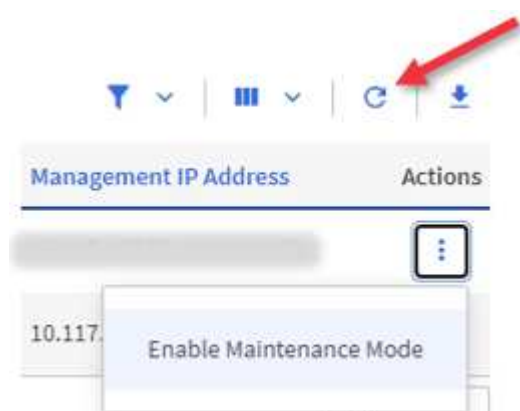 Management IP Address Actions
10.117.
Enable Maintenance Mode